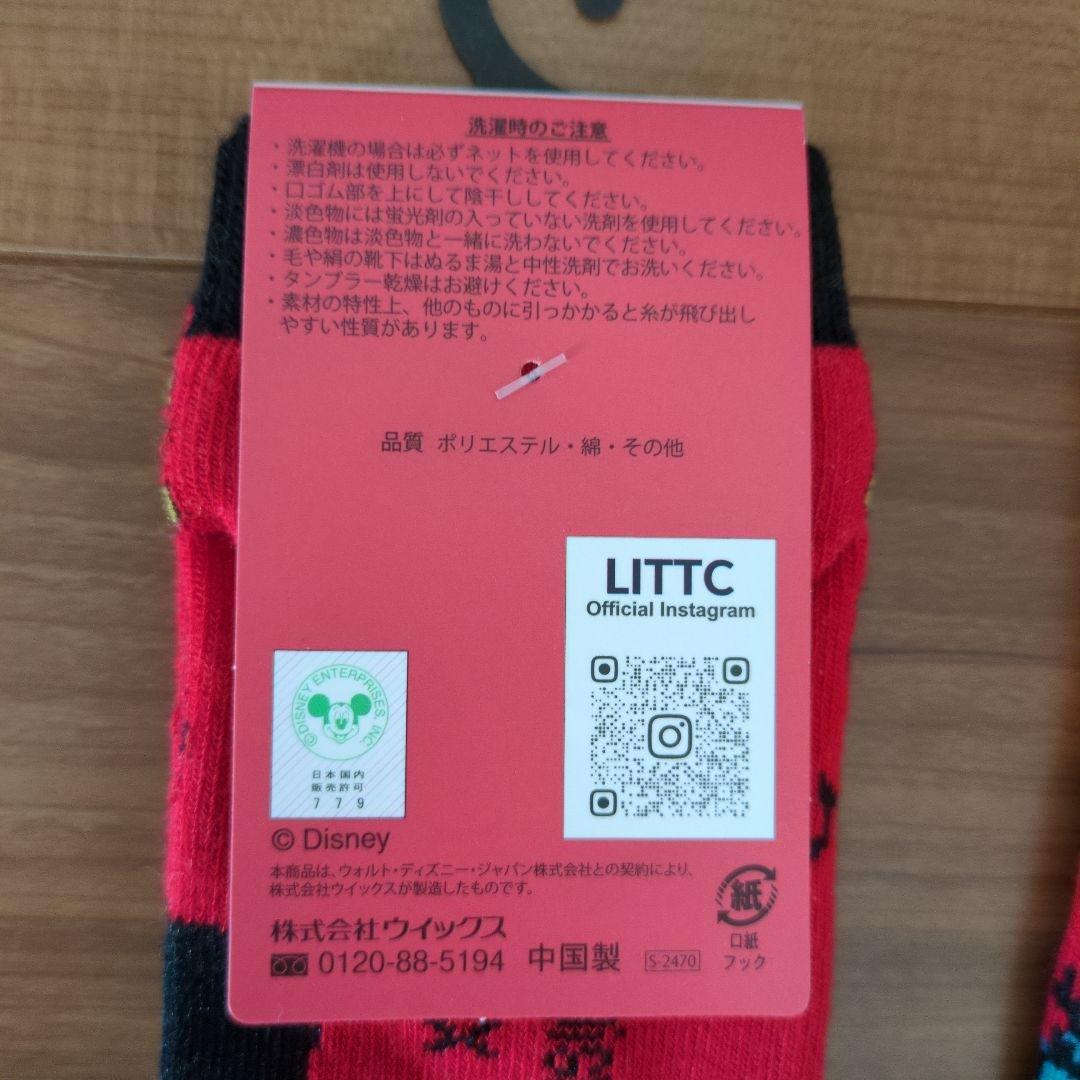 洗濯時のご注意
・洗濯機の場合は必ずネットを使用してください。
・漂白剤は使用しないでください。
・口ゴム部を上にして陰干ししてください。
・淡色物には蛍光剤の入っていない洗剤を使用してください。
・濃色物は淡色物と一緒に洗わないでください。
・毛や絹の靴下はぬるま湯と中性洗剤でお洗いください。
・タンブラー乾燥はお避けください。
・素材の特性上、他のものに引っかかると糸が飛び出し
やすい性質があります。
品質 ポリエステル・綿・その他
LITTC
Official Instagram
©DISNEY ENTERPRISES, INC.
日本国内
販売許可
779
© Disney
本商品は、ウォルト・ディズニー・ジャパン株式会社との契約により、
株式会社ウイックスが製造したものです。
株式会社ウイックス
0120-88-5194 中国製 S-2470
紙
口紙
フック